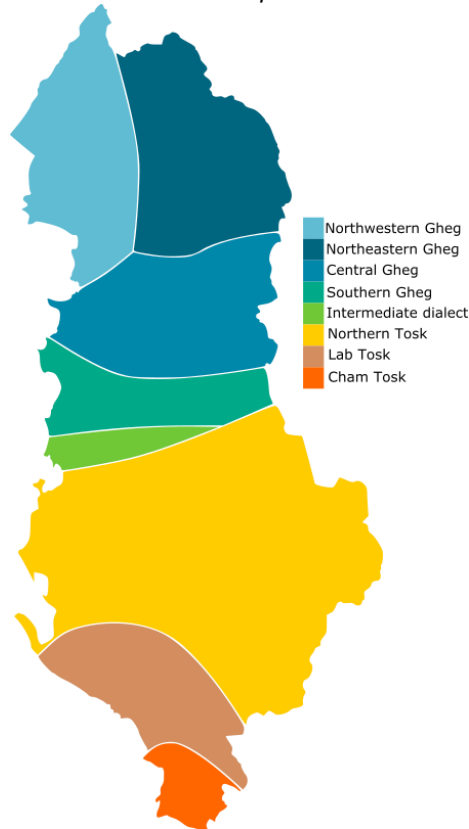 Northwestern Gheg
Northeastern Gheg
Central Gheg
Southern Gheg
Intermediate dialect
Northern Tosk
Lab Tosk
Cham Tosk